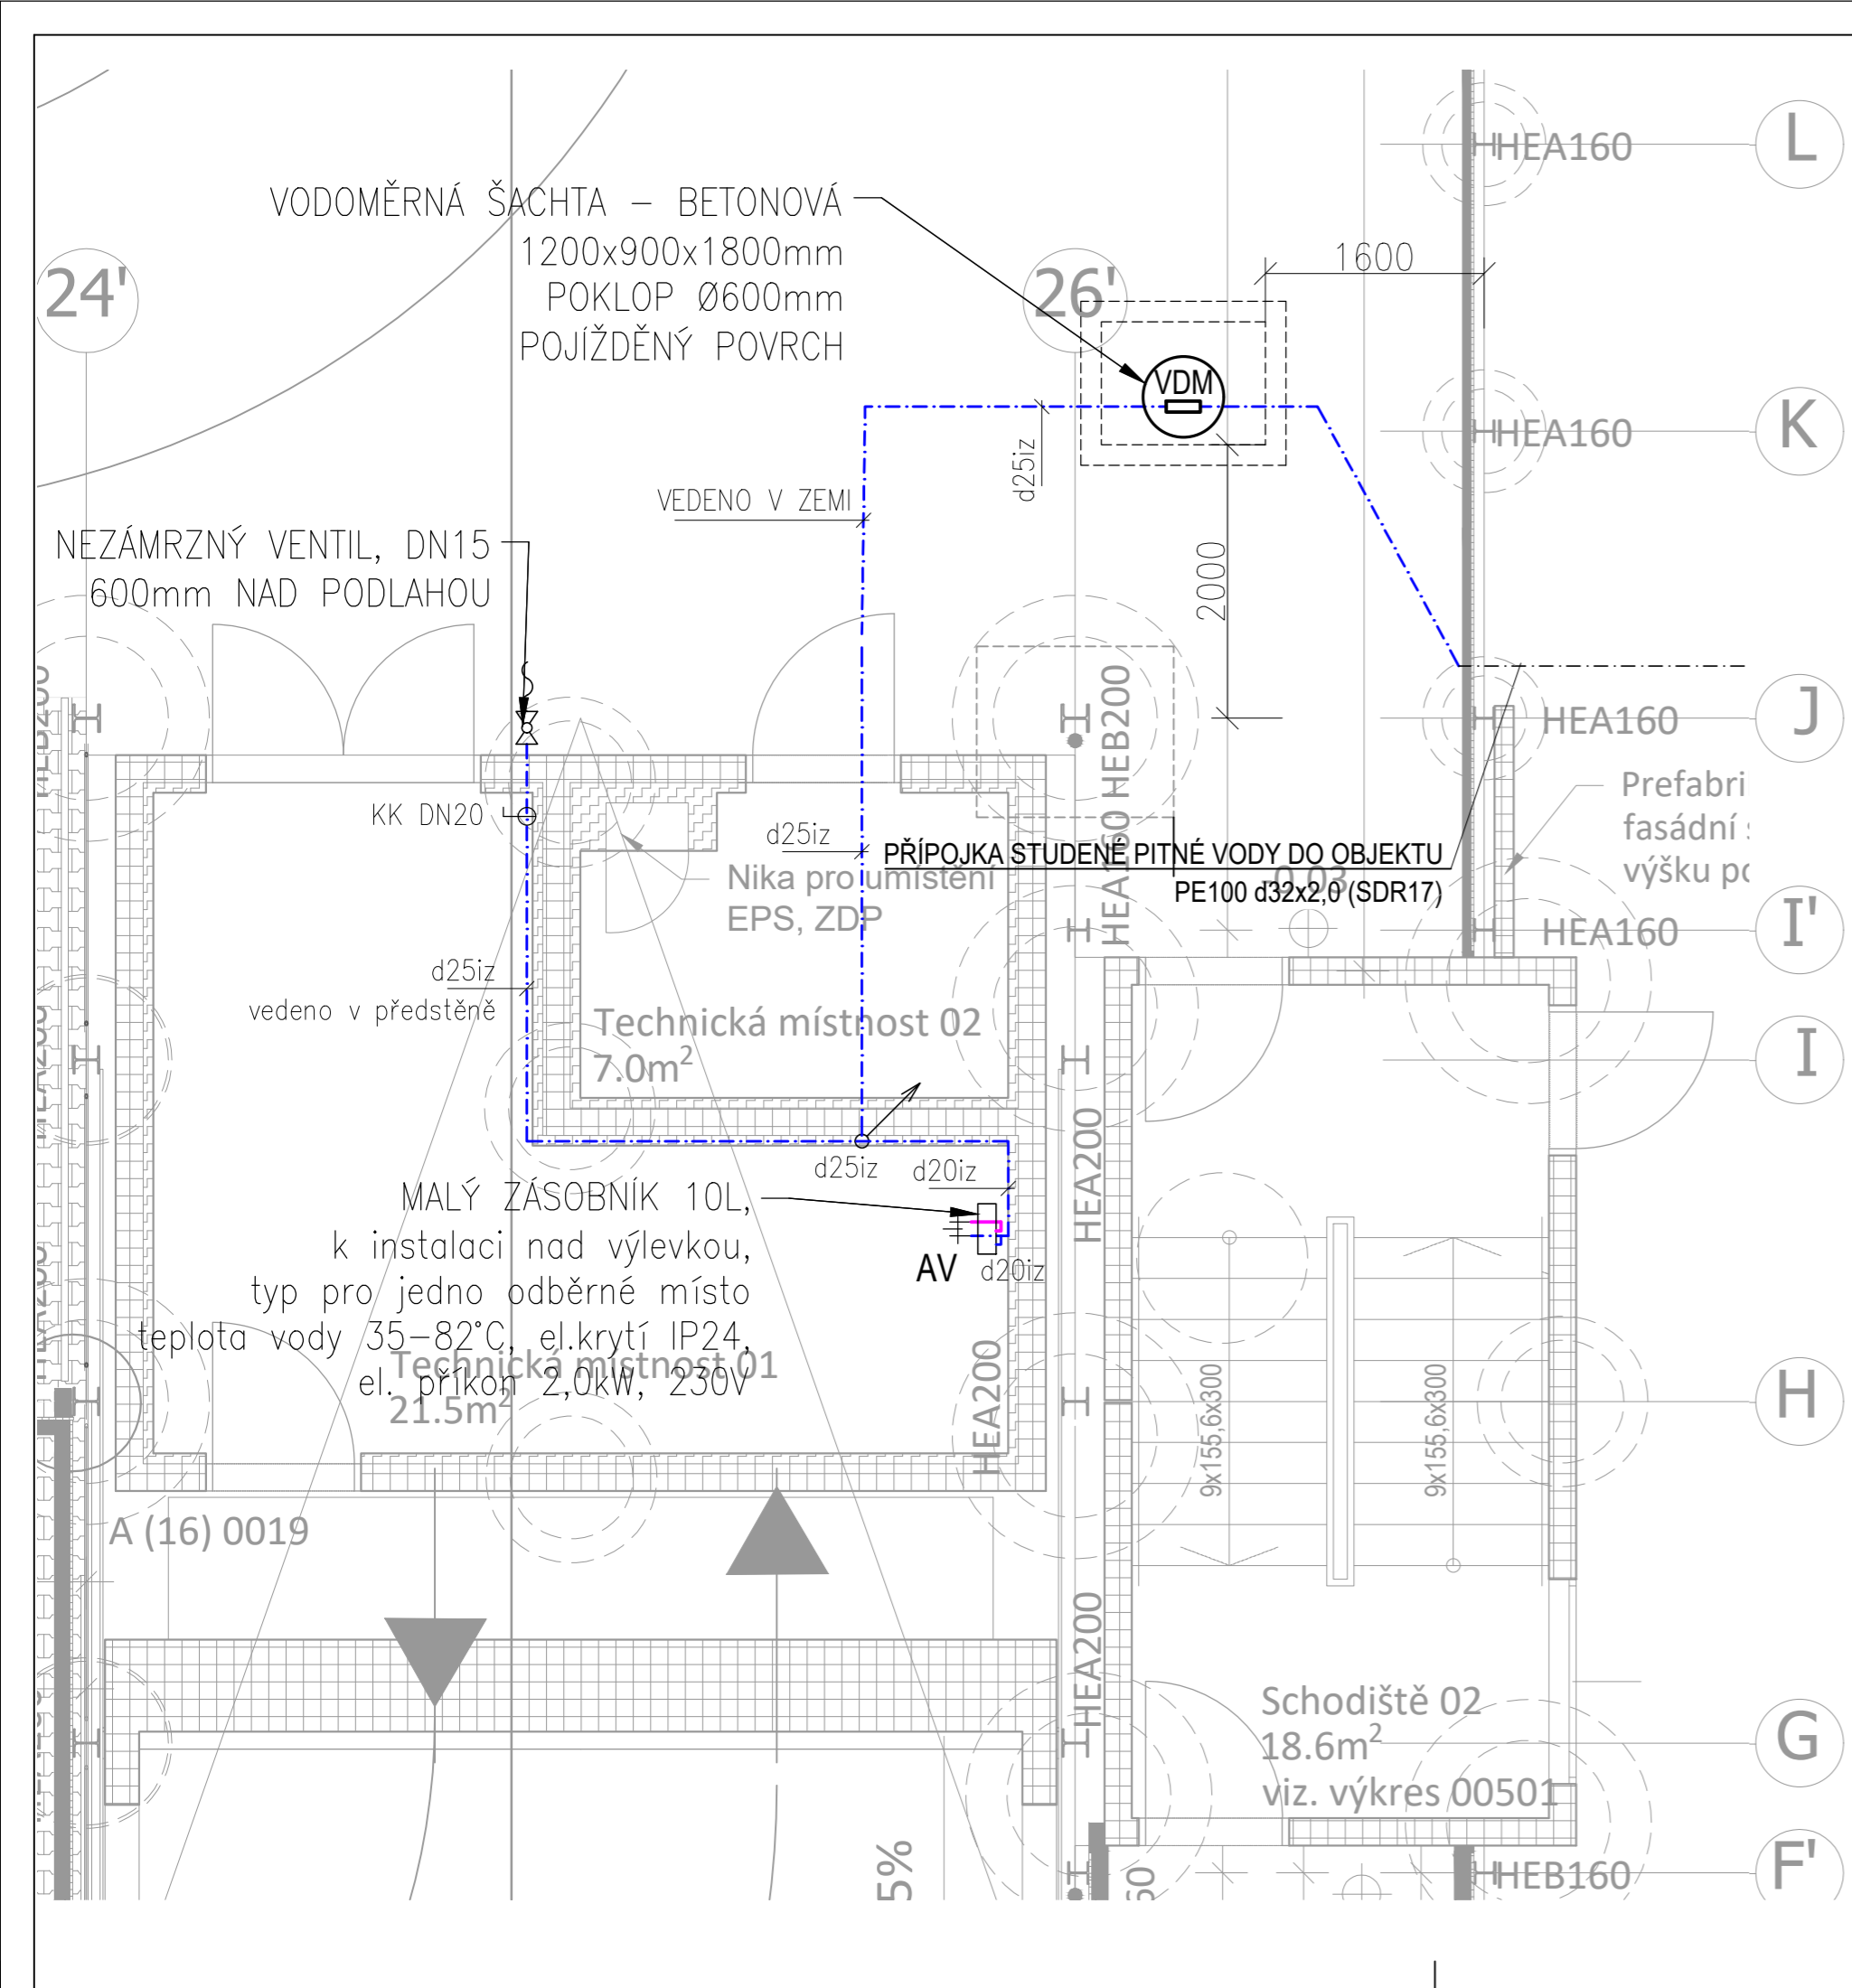 L
HEA160
VODOMĚRNÁ ŠACHTA – BETONOVÁ
1200x900x1800mm
POKLOP Ø600mm
POJÍŽDĚNÝ POVRCH
24'
26'
1600
VDM
K
HEA160
d25iz
VEDENO V ZEMI
NEZÁMRZNÝ VENTIL, DN15
600mm NAD PODLAHOU
2000
J
HEA160
HEA160 HEB200
Prefabri
fasádní
výšku po
KK DN20
d25iz
PŘÍPOJKA STUDENÉ PITNÉ VODY DO OBJEKTU
PE100 d32x2,0 (SDR17)
-0.03
Nika pro umístění
EPS, ZDP
I'
HEA160
d25iz
vedeno v předstěně
Technická místnost 02
7.0m²
I
HEA200
d25iz
d20iz
MALÝ ZÁSOBNÍK 10L,
k instalaci nad výlevkou,
typ pro jedno odběrné místo
teplota vody 35–82°C, el.krytí IP24,
el. příkon 2,0kW, 230V
AV
d20iz
Technická místnost 01
21.5m²
HEA200
9x155,6x300
9x155,6x300
H
A (16) 0019
HEA200
Schodiště 02
18.6m²
viz. výkres 00501
G
5%
60
HEB160
F'